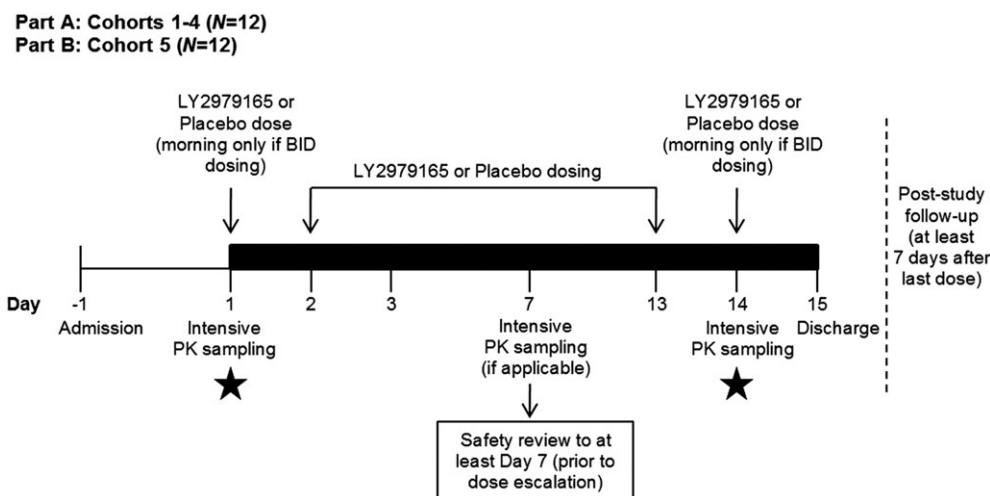 Part A: Cohorts 1-4 (N=12)
Part B: Cohort 5 (N=12)
LY2979165 or
Placebo dose
(morning only if BID
dosing)
LY2979165 or Placebo dosing
LY2979165 or
Placebo dose
(morning only if BID
dosing)
Post-study
follow-up
(at least
7 days after
last dose)
Day -1 1 2 3 7 13 14 15
Admission
Intensive
PK sampling
Intensive
PK sampling
(if applicable)
Intensive
PK sampling
Discharge
Safety review to at
least Day 7 (prior to
dose escalation)